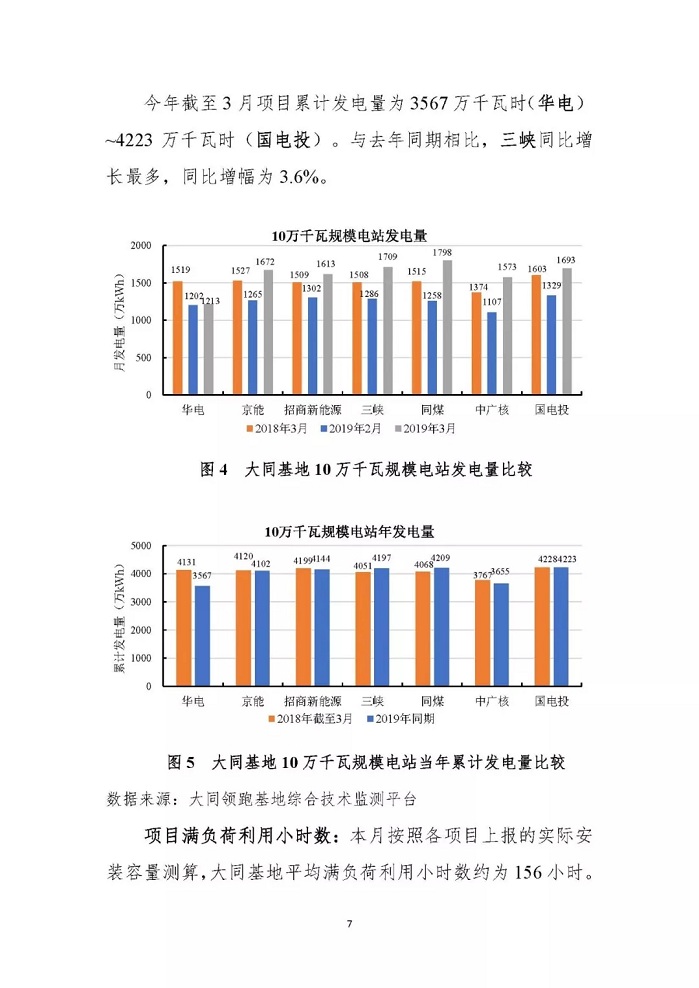 今年截至 3 月项目累计发电量为 3567 万千瓦时（华电）
~4223 万千瓦时（国电投）。与去年同期相比，三峡同比增
长最多，同比增幅为 3.6%。
10万千瓦规模电站发电量
月发电量（万kWh）
2000
1500
1000
500
0
1519 1202 1213
1527 1265 1672
1509 1302 1613
1508 1286 1709
1515 1258 1798
1374 1107 1573
1603 1329 1693
华电 京能 招商新能源 三峡 同煤 中广核 国电投
2018年3月 2019年2月 2019年3月
图 4 大同基地 10 万千瓦规模电站发电量比较
10万千瓦规模电站年发电量
累计发电量（万kWh）
5000
4000
3000
2000
1000
0
4131 3567
4120 4102
4199 4144
4051 4197
4068 4209
3767 3655
4228 4223
华电 京能 招商新能源 三峡 同煤 中广核 国电投
2018年截至3月 2019年同期
图 5 大同基地 10 万千瓦规模电站当年累计发电量比较
数据来源：大同领跑基地综合技术监测平台
项目满负荷利用小时数：本月按照各项目上报的实际安
装容量测算，大同基地平均满负荷利用小时数约为 156 小时。
7